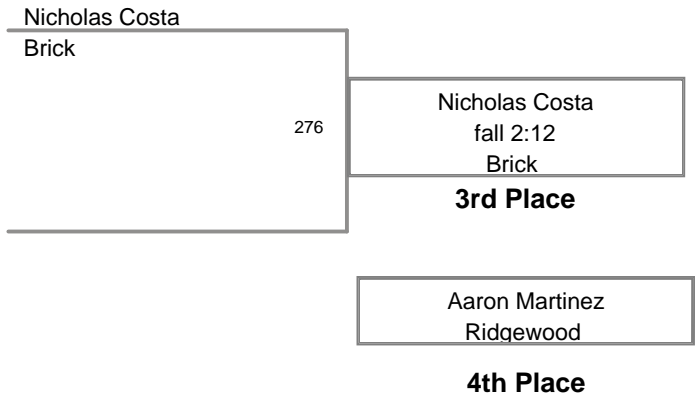 Nicholas Costa
Brick
276
Nicholas Costa
fall 2:12
Brick
3rd Place
Aaron Martinez
Ridgewood
4th Place